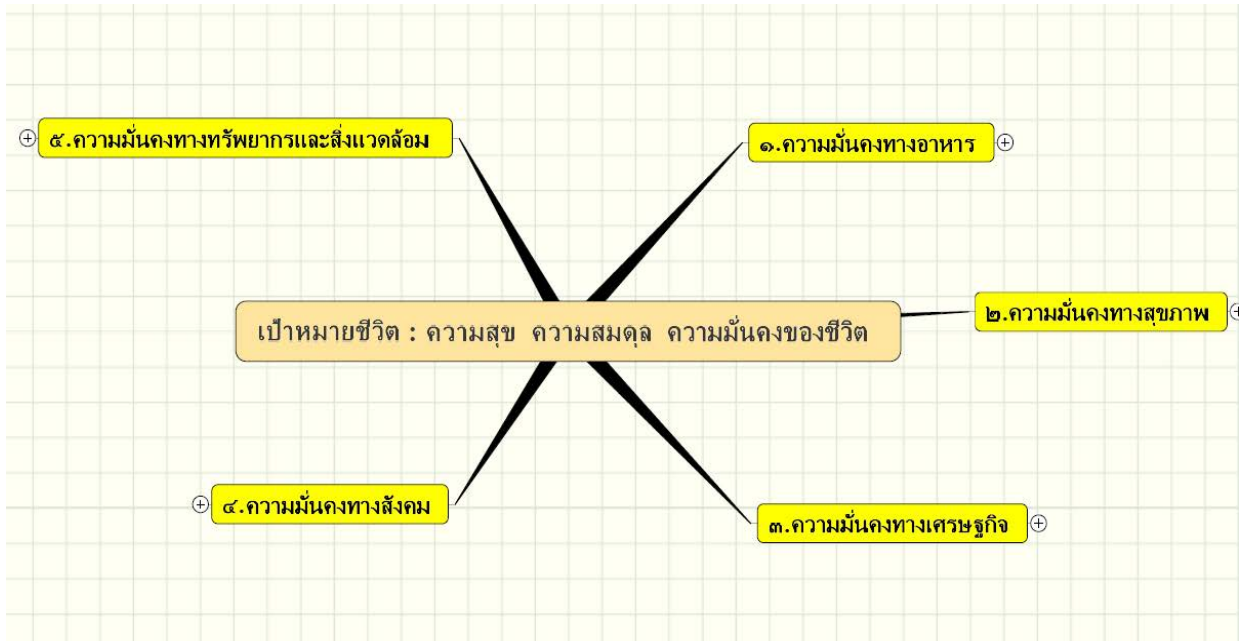 ๕.ความมั่นคงทางทรัพยากรและสิ่งแวดล้อม
๑.ความมั่นคงทางอาหาร
๒.ความมั่นคงทางสุขภาพ
เป้าหมายชีวิต : ความสุข ความสมดุล ความมั่นคงของชีวิต
๔.ความมั่นคงทางสังคม
๓.ความมั่นคงทางเศรษฐกิจ